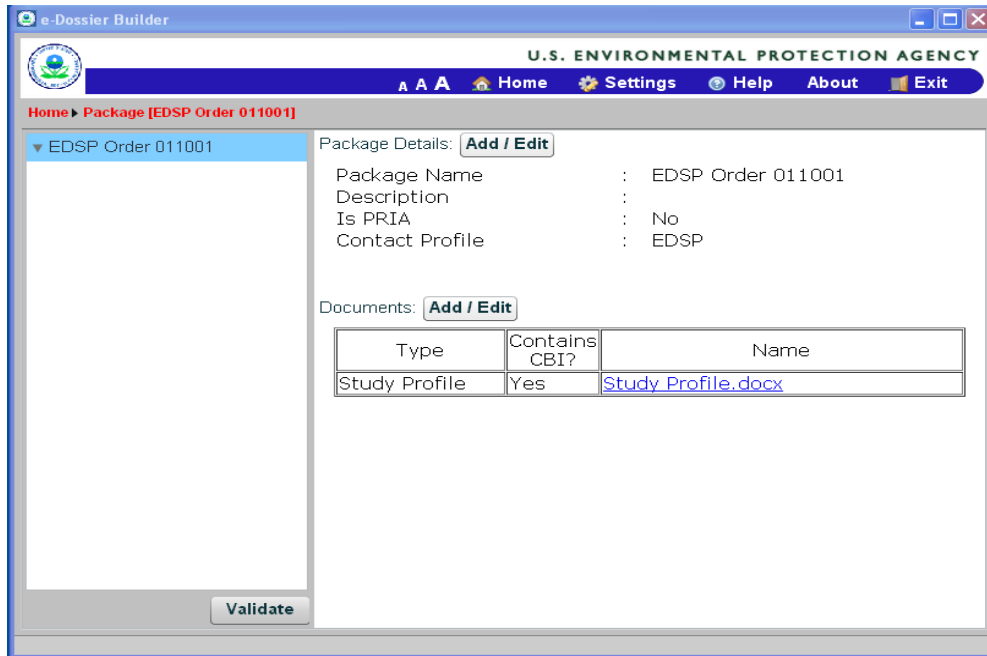 e-Dossier Builder
U.S. ENVIRONMENTAL PROTECTION AGENCY
A A A Home Settings Help About Exit
Home Package [EDSP Order 011001]
EDSP Order 011001
Package Details: Add / Edit
Package Name : EDSP Order 011001
Description :
Is PRIA : No
Contact Profile : EDSP
Documents: Add / Edit
Type Contains CBI? Name
Study Profile Yes Study Profile.docx
Validate